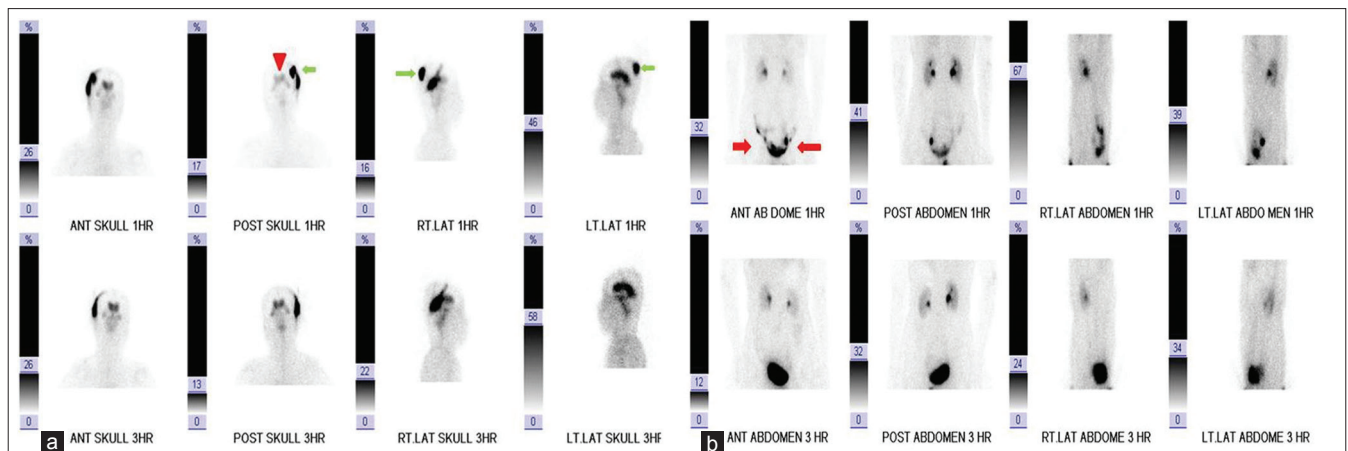 % % % % % % % %
26 17 16 46 32 41 67 39
0 0 0 0 0 0 0 0
ANT SKULL 1HR POST SKULL 1HR RT.LAT 1HR LT.LAT 1HR ANT AB DOME 1HR POST ABDOMEN 1HR RT.LAT ABDOMEN 1HR LT.LAT ABDO MEN 1HR
% % % % % % % %
26 13 22 58 12 32 24 34
0 0 0 0 0 0 0 0
a ANT SKULL 3HR POST SKULL 3HR RT.LAT SKULL 3HR LT.LAT SKULL 3HF b ANT ABDOMEN 3 HR POST ABDOMEN 3 HR RT.LAT ABDOME 3 HR LT.LAT ABDOME 3 HR